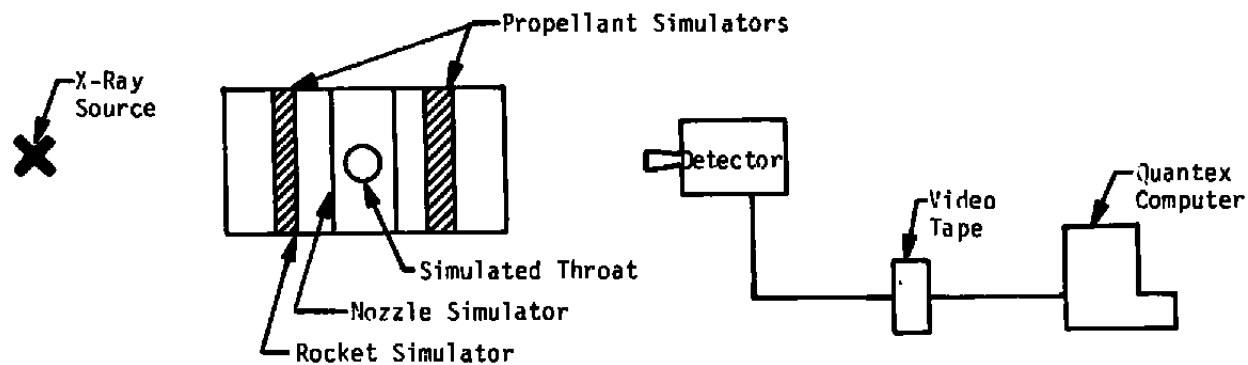 Propellant Simulators
X-Ray
Source
Detector
Quantex
Computer
Video
Tape
Simulated Throat
Nozzle Simulator
Rocket Simulator